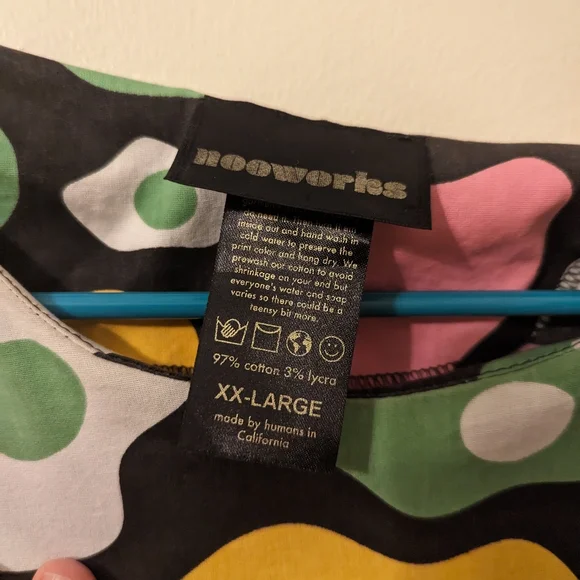 nooworks
inside out and hand wash in
cold water to preserve the
print color and hang dry. We
prewash our cotton to avoid
shrinkage on your end but
everyone's water and soap
varies so there could be a
teensy bit more.
97% cotton 3% lycra
XX-LARGE
made by humans in
California